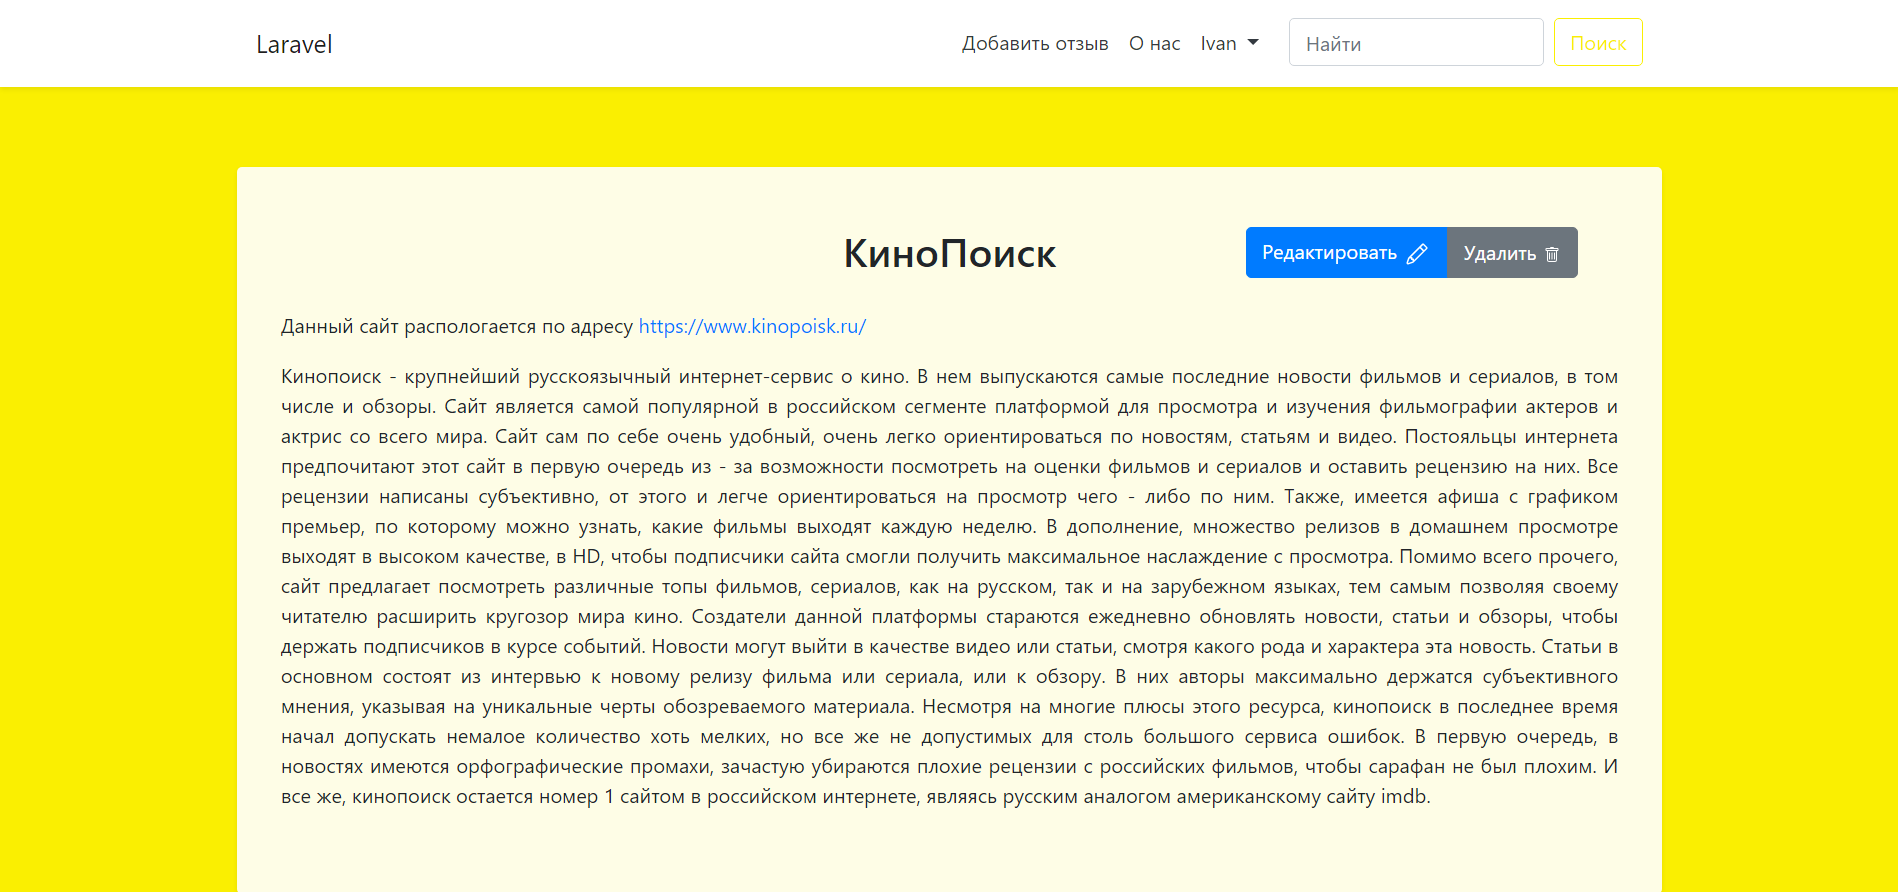 Laravel
Добавить отзыв
О нас
Ivan
Найти
Поиск
КиноПоиск
Редактировать
Удалить
Данный сайт распологается по адресу https://www.kinopoisk.ru/
Кинопоиск - крупнейший русскоязычный интернет-сервис о кино. В нем выпускаются самые последние новости фильмов и сериалов, в том
числе и обзоры. Сайт является самой популярной в российском сегменте платформой для просмотра и изучения фильмографии актеров и
актрис со всего мира. Сайт сам по себе очень удобный, очень легко ориентироваться по новостям, статьям и видео. Постояльцы интернета
предпочитают этот сайт в первую очередь из - за возможности посмотреть на оценки фильмов и сериалов и оставить рецензию на них. Все
рецензии написаны субъективно, от этого и легче ориентироваться на просмотр чего - либо по ним. Также, имеется афиша с графиком
премьер, по которому можно узнать, какие фильмы выходят каждую неделю. В дополнение, множество релизов в домашнем просмотре
выходят в высоком качестве, в HD, чтобы подписчики сайта смогли получить максимальное наслаждение с просмотра. Помимо всего прочего,
сайт предлагает посмотреть различные топы фильмов, сериалов, как на русском, так и на зарубежном языках, тем самым позволяя своему
читателю расширить кругозор мира кино. Создатели данной платформы стараются ежедневно обновлять новости, статьи и обзоры, чтобы
держать подписчиков в курсе событий. Новости могут выйти в качестве видео или статьи, смотря какого рода и характера эта новость. Статьи в
основном состоят из интервью к новому релизу фильма или сериала, или к обзору. В них авторы максимально держатся субъективного
мнения, указывая на уникальные черты обозреваемого материала. Несмотря на многие плюсы этого ресурса, кинопоиск в последнее время
начал допускать немалое количество хоть мелких, но все же не допустимых для столь большого сервиса ошибок. В первую очередь, в
новостях имеются орфографические промахи, зачастую убираются плохие рецензии с российских фильмов, чтобы сарафан не был плохим. И
все же, кинопоиск остается номер 1 сайтом в российском интернете, являясь русским аналогом американскому сайту imdb.